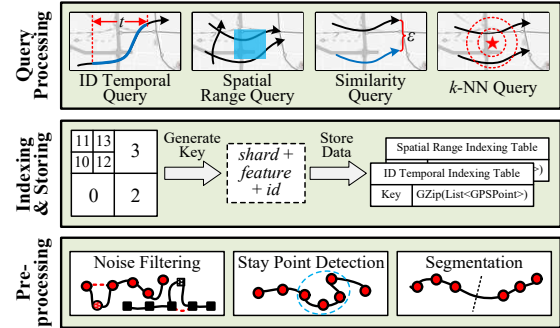 Query
Processing
t
ID Temporal
Query
Spatial
Range Query
ε
Similarity
Query
k-NN Query
Indexing
& Storing
11 13
10 12
3
0
2
Generate
Key
shard +
feature
+ id
Store
Data
Spatial Range Indexing Table
>)
ID Temporal Indexing Table
Key GZip(List<GPSPoint>)
Pre-
processing
Noise Filtering
Stay Point Detection
Segmentation